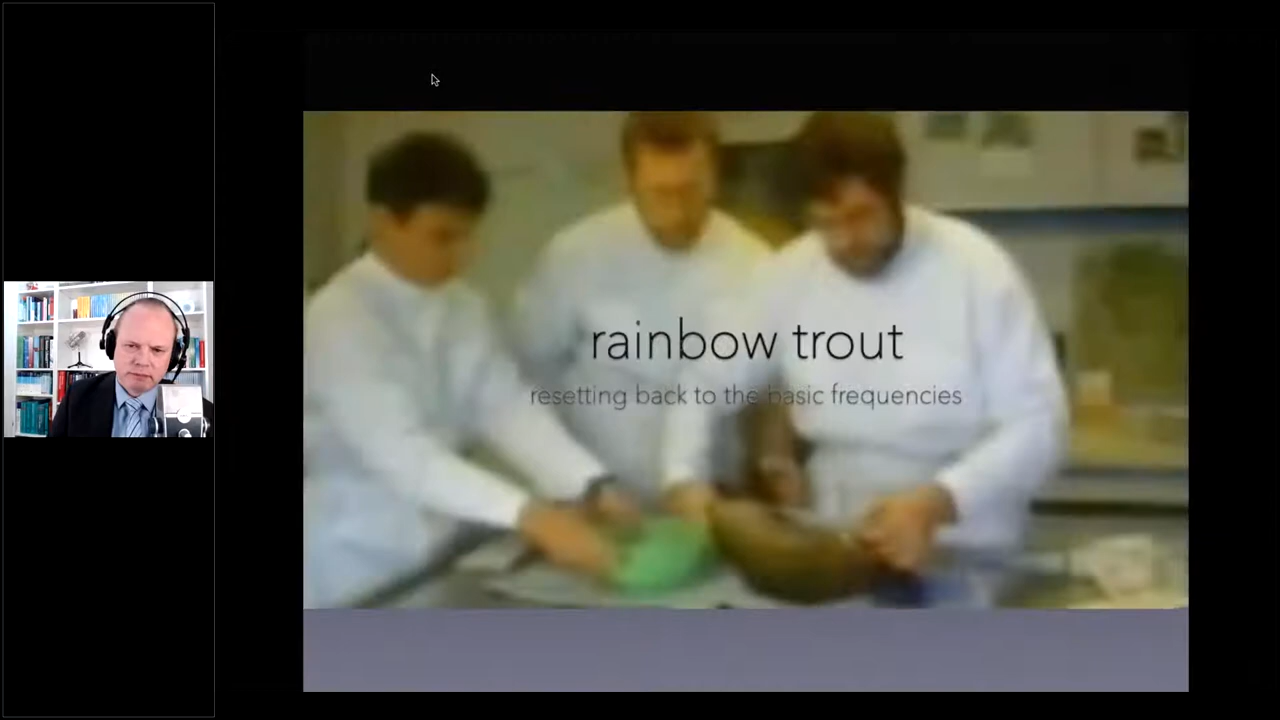 rainbow trout
resetting back to the basic frequencies